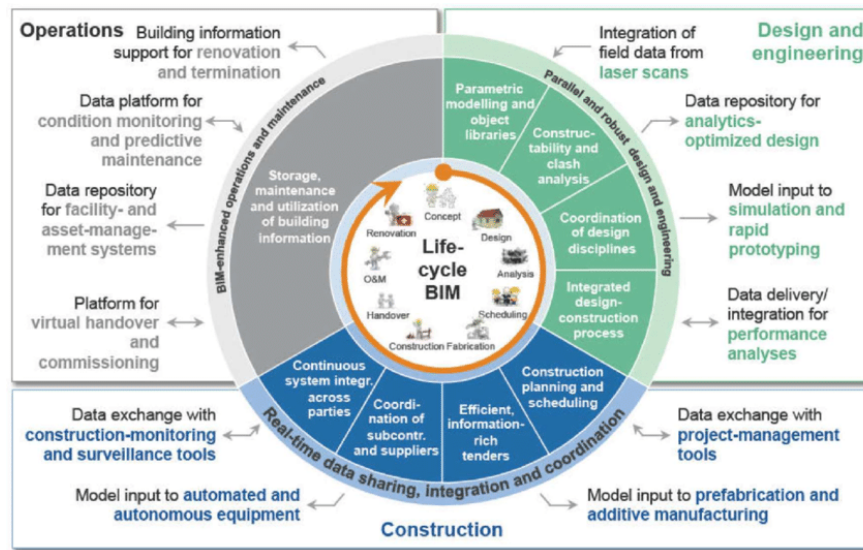 Operations
Building information
support for renovation
and termination
Data platform for
condition monitoring
and predictive
maintenance
Data repository
for facility- and
asset-manage-
ment systems
Platform for
virtual handover
and
commissioning
BIM-enhanced operations and maintenance
Storage,
maintenance
and utilization
of building
information
Design and
engineering
Integration of
field data from
laser scans
Data repository for
analytics-
optimized design
Model input to
simulation and
rapid
prototyping
Data delivery/
integration for
performance
analyses
Parallel and robust design and engineering
Parametric
modelling and
object
libraries
Construc-
tability and
clash
analysis
Coordination
of design
disciplines
Integrated
design-
construction
process
Life-
cycle
BIM
Concept
Design
Analysis
Scheduling
Fabrication
Construction
Handover
O&M
Renovation
Construction
planning and
scheduling
Efficient,
information-
rich
tenders
Coordi-
nation of
subcontr.
and suppliers
Continuous
system integr.
across
parties
Real-time data sharing, integration and coordination
Data exchange with
construction-monitoring
and surveillance tools
Model input to automated and
autonomous equipment
Data exchange with
project-management
tools
Model input to prefabrication and
additive manufacturing
Construction